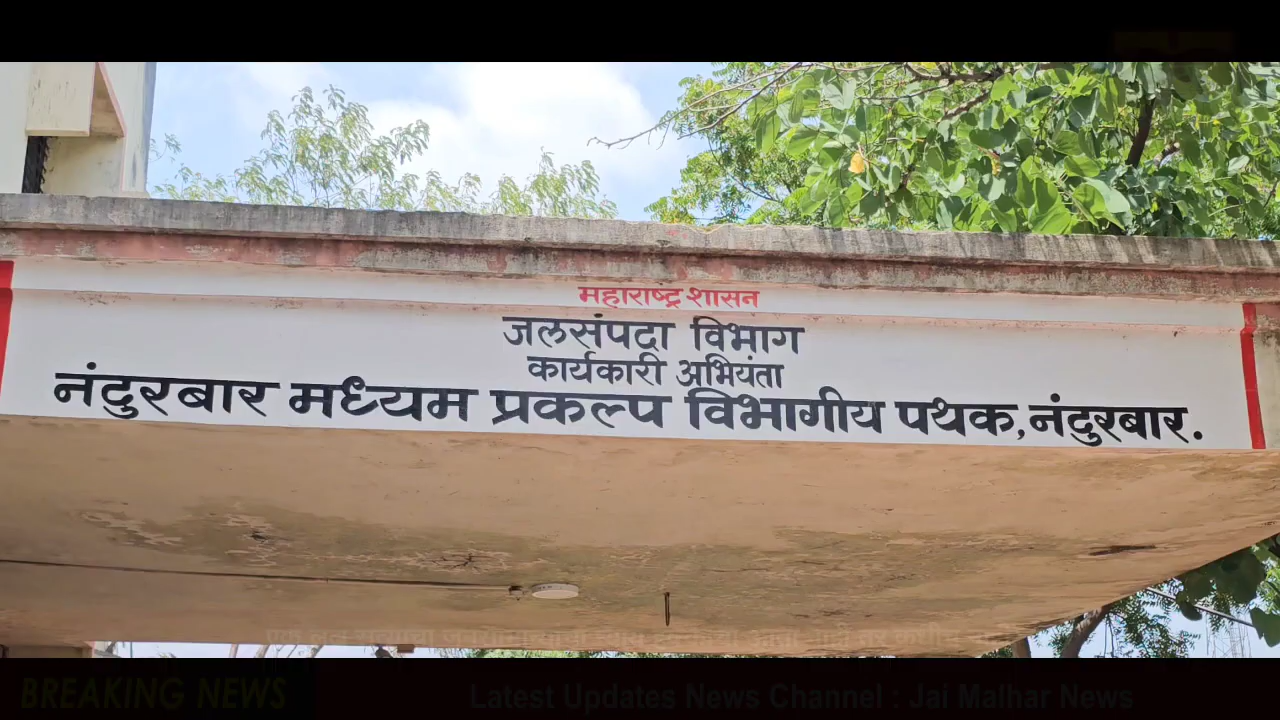 महाराष्ट्र शासन
जलसंपदा विभाग
कार्यकारी अभियंता
नंदुरबार मध्यम प्रकल्प विभागीय पथक,नंदुरबार.
BREAKING NEWS
Latest Updates News Channel : Jai Malhar News